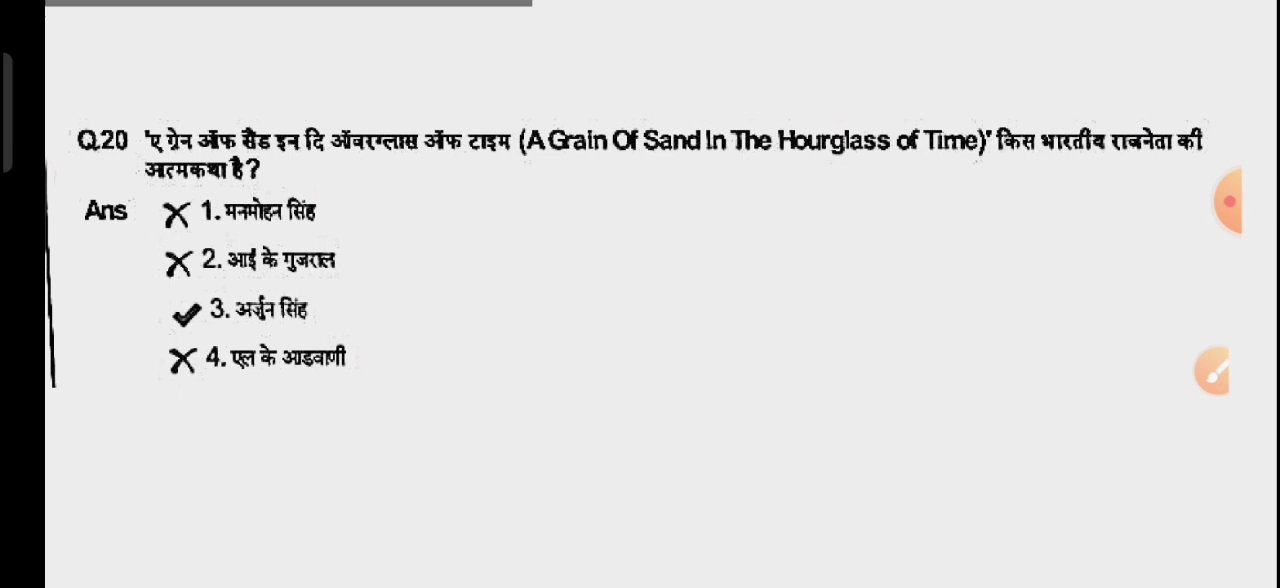 Q.20 'ए ग्रेन ऑफ सैंड इन दि ऑवरग्लास ऑफ टाइम (A Grain Of Sand In The Hourglass of Time)' किस भारतीय राजनेता की
आत्मकथा है?
Ans 1. मनमोहन सिंह
2. आई के गुजराल
3. अर्जुन सिंह
4. एल के आडवाणी